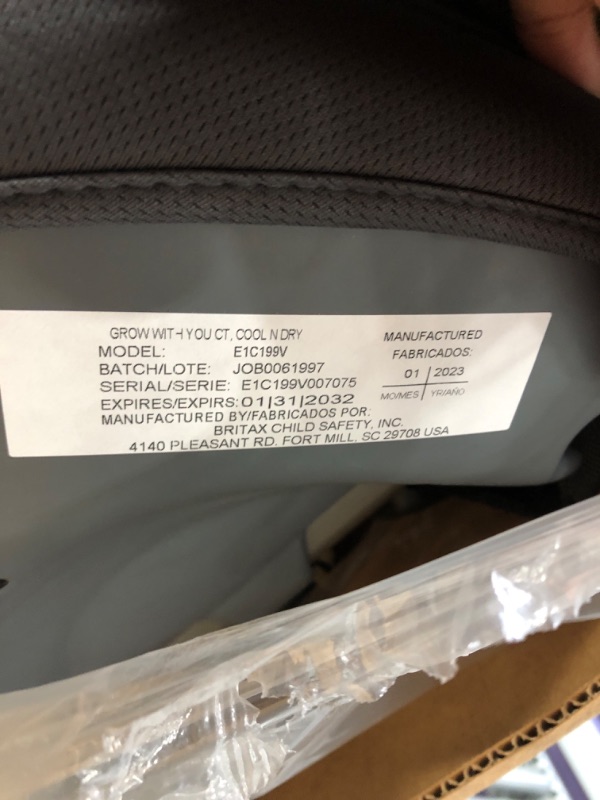 GROW WITH YOU CT, COOL N DRY
MODEL: E1C199V
BATCH/LOTE: JOB0061997
SERIAL/SERIE: E1C199V007075
EXPIRES/EXPIRS: 01|31|2032
MANUFACTURED BY/FABRICADOS POR:
BRITAX CHILD SAFETY, INC.
4140 PLEASANT RD. FORT MILL, SC 29708 USA
MANUFACTURED
FABRICADOS:
01 | 2023
MO/MES | YR/AÑO